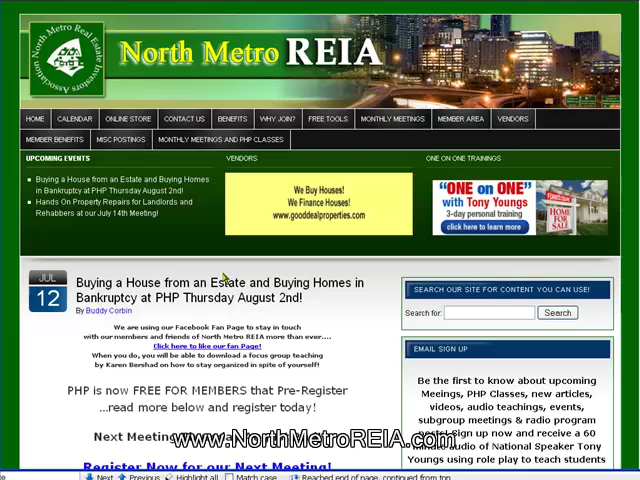 North Metro Real Estate Investors Association
North Metro REIA
HOME CALENDAR ONLINE STORE CONTACT US BENEFITS WHY JOIN? FREE TOOLS MONTHLY MEETINGS MEMBER AREA VENDORS
MEMBER BENEFITS MISC POSTINGS MONTHLY MEETINGS AND PHP CLASSES
UPCOMING EVENTS
Buying a House from an Estate and Buying Homes
in Bankruptcy at PHP Thursday August 2nd!
Hands On Property Repairs for Landlords and
Rehabbers at our July 14th Meeting!
VENDORS
We Buy Houses!
We Finance Houses!
www.gooddealproperties.com
ONE ON ONE TRAININGS
"ONE on ONE"
with Tony Youngs
3-day personal training
click here to learn more
HOME FOR SALE
JUL
12
Buying a House from an Estate and Buying Homes in
Bankruptcy at PHP Thursday August 2nd!
By Buddy Corbin
We are using our Facebook Fan Page to stay in touch
with our members and friends of North Metro REIA more than ever....
Click here to like our fan Page!
When you do, you will be able to download a focus group teaching
by Karen Bershad on how to stay organized in spite of yourself!
PHP is now FREE FOR MEMBERS that Pre-Register
...read more below and register today!
Next Meeting
Register Now for our Next Meeting!
SEARCH OUR SITE FOR CONTENT YOU CAN USE!
Search for: Search
EMAIL SIGN UP
Be the first to know about upcoming
Meeings, PHP Classes, new articles,
videos, audio teachings, events,
subgroup meetings & radio program
Sign up now and receive a 60
minute audio of National Speaker Tony
Youngs using role play to teach students
www.NorthMetroREIA.com
Next Previous Highlight all Match case Reached end of page, continued from top